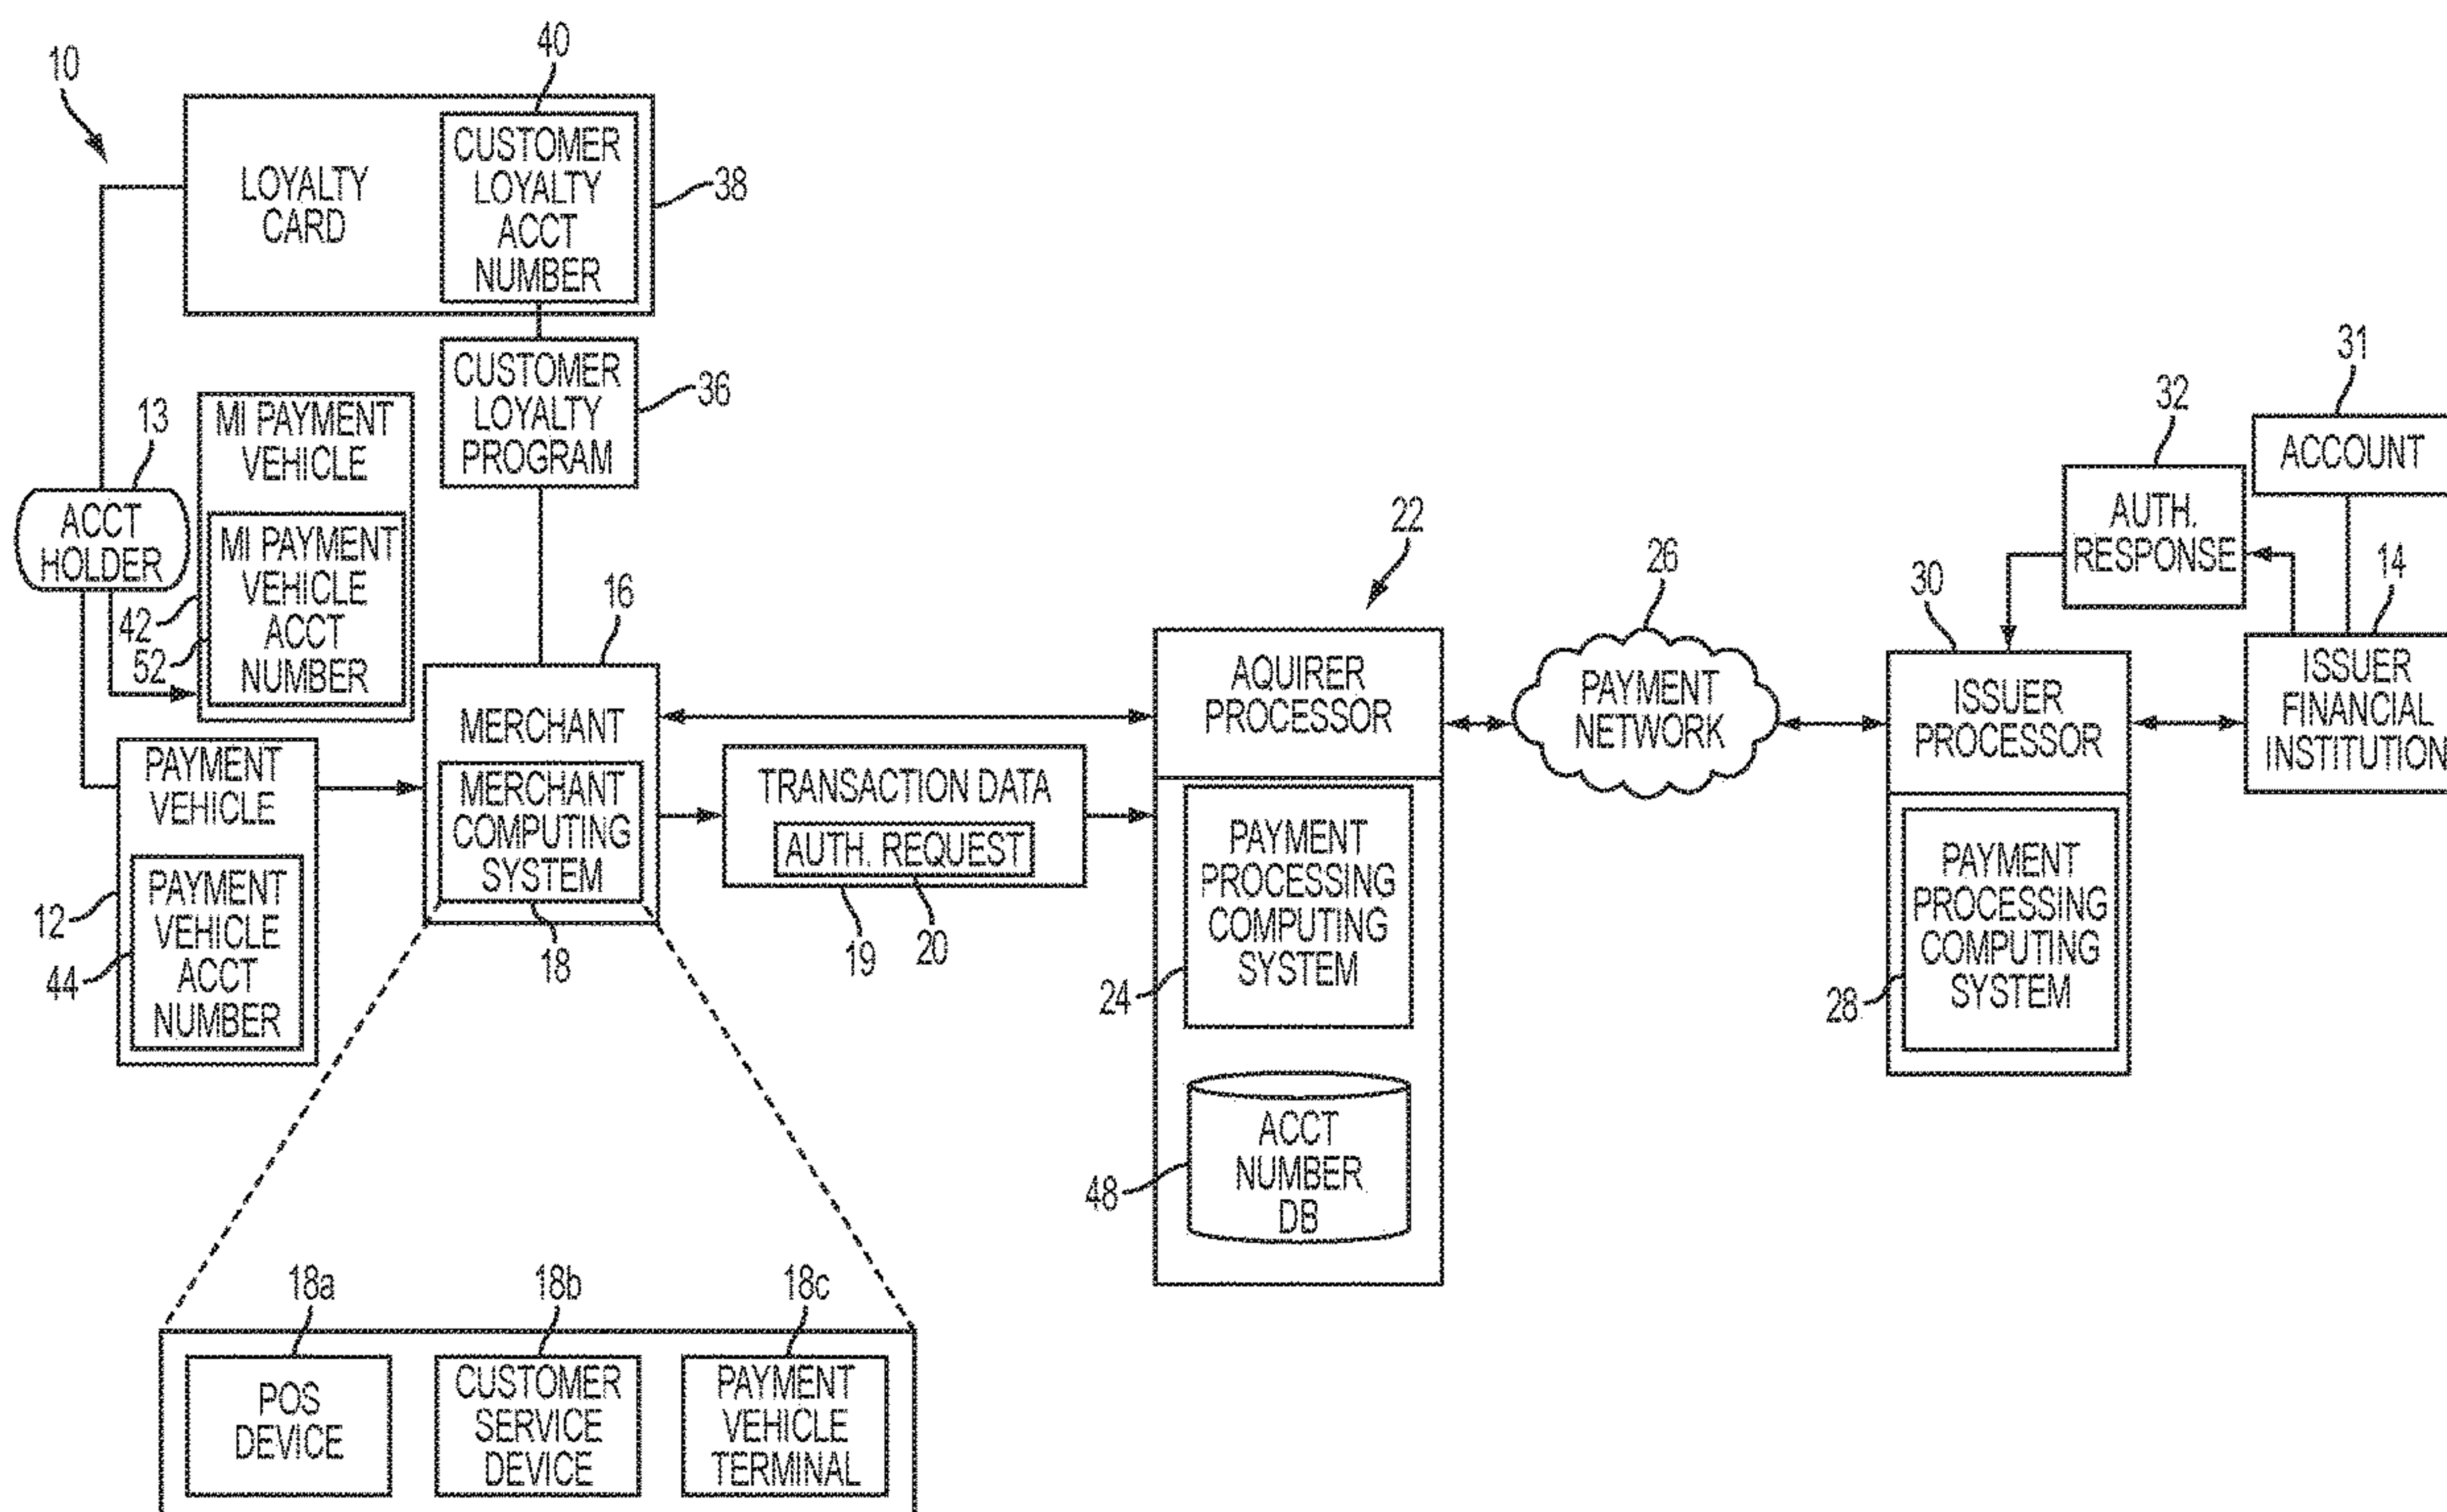 10
40
LOYALTY
CARD
CUSTOMER
LOYALTY
ACCT
NUMBER
38
CUSTOMER
LOYALTY
PROGRAM
36
13
ACCT
HOLDER
MI PAYMENT
VEHICLE
MI PAYMENT
VEHICLE
ACCT
NUMBER
42
52
PAYMENT
VEHICLE
PAYMENT
VEHICLE
ACCT
NUMBER
12
44
16
MERCHANT
MERCHANT
COMPUTING
SYSTEM
18
TRANSACTION DATA
AUTH. REQUEST
19
20
22
AQUIRER
PROCESSOR
PAYMENT
PROCESSING
COMPUTING
SYSTEM
24
ACCT
NUMBER
DB
48
26
PAYMENT
NETWORK
30
ISSUER
PROCESSOR
PAYMENT
PROCESSING
COMPUTING
SYSTEM
28
32
AUTH.
RESPONSE
31
ACCOUNT
14
ISSUER
FINANCIAL
INSTITUTION
18a
POS
DEVICE
18b
CUSTOMER
SERVICE
DEVICE
18c
PAYMENT
VEHICLE
TERMINAL